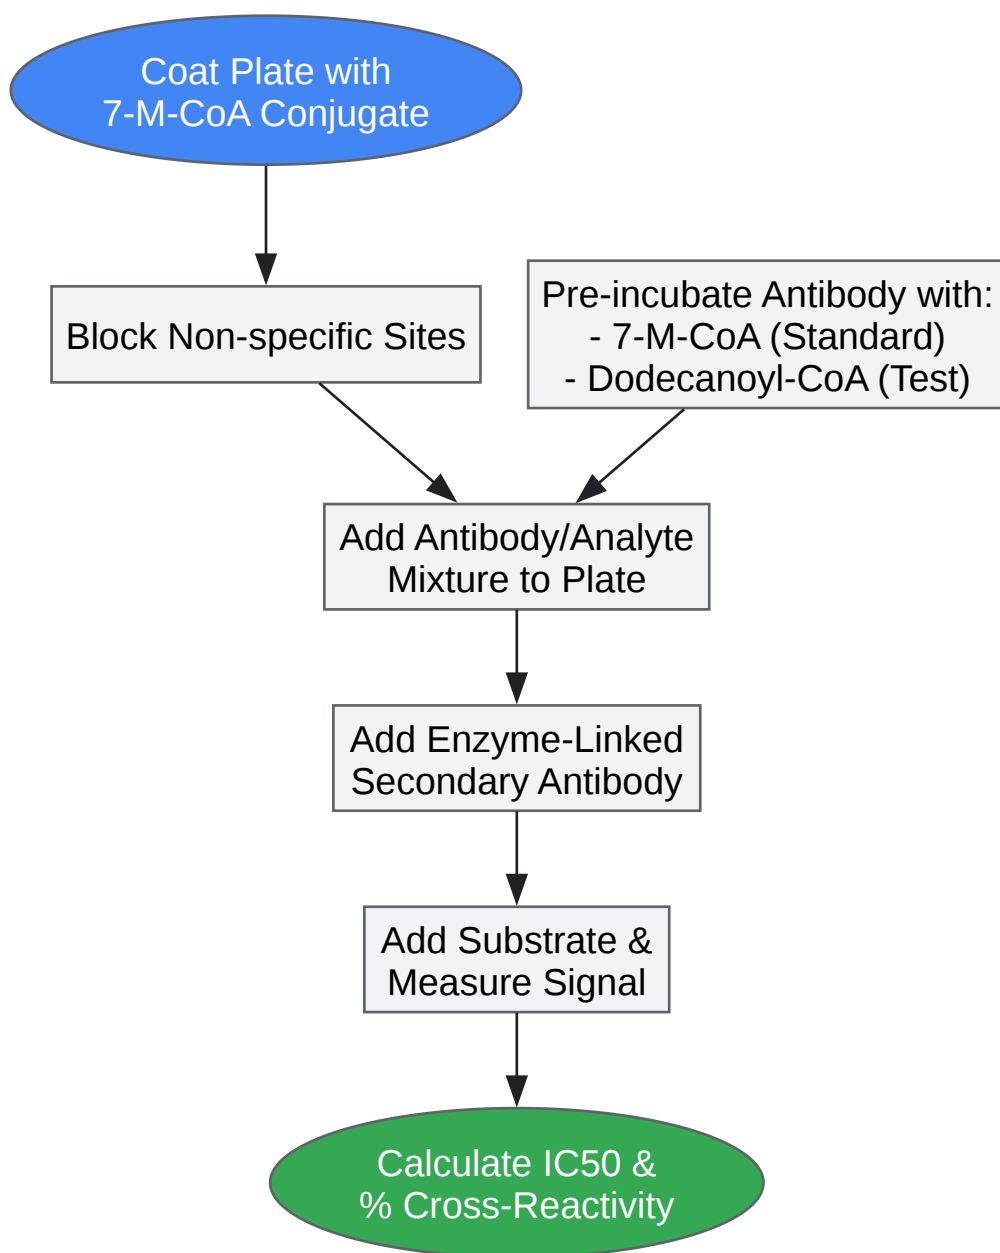 Coat Plate with
7-M-CoA Conjugate
Block Non-specific Sites
Pre-incubate Antibody with:
- 7-M-CoA (Standard)
- Dodecanoyl-CoA (Test)
Add Antibody/Analyte
Mixture to Plate
Add Enzyme-Linked
Secondary Antibody
Add Substrate &
Measure Signal
Calculate IC50 &
% Cross-Reactivity